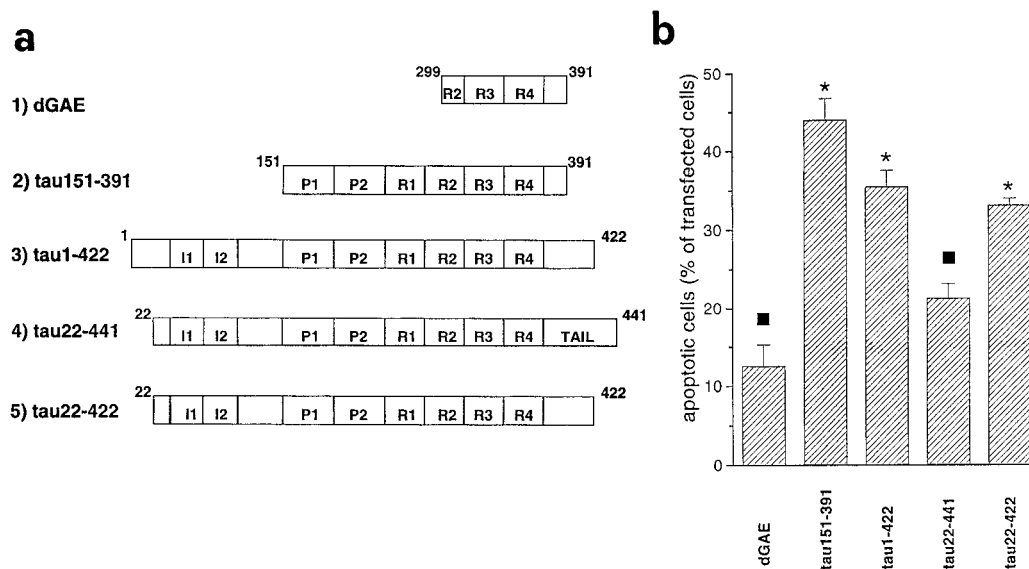 a
1) dGAE
299
391
R2 R3 R4
2) tau151-391
151
391
P1 P2 R1 R2 R3 R4
3) tau1-422
1
422
I1 I2 P1 P2 R1 R2 R3 R4
4) tau22-441
22
441
I1 I2 P1 P2 R1 R2 R3 R4 TAIL
5) tau22-422
22
422
I1 I2 P1 P2 R1 R2 R3 R4
b
apoptotic cells (% of transfected cells)
50
40
30
20
10
0
*
*
*
dGAE
tau151-391
tau1-422
tau22-441
tau22-422